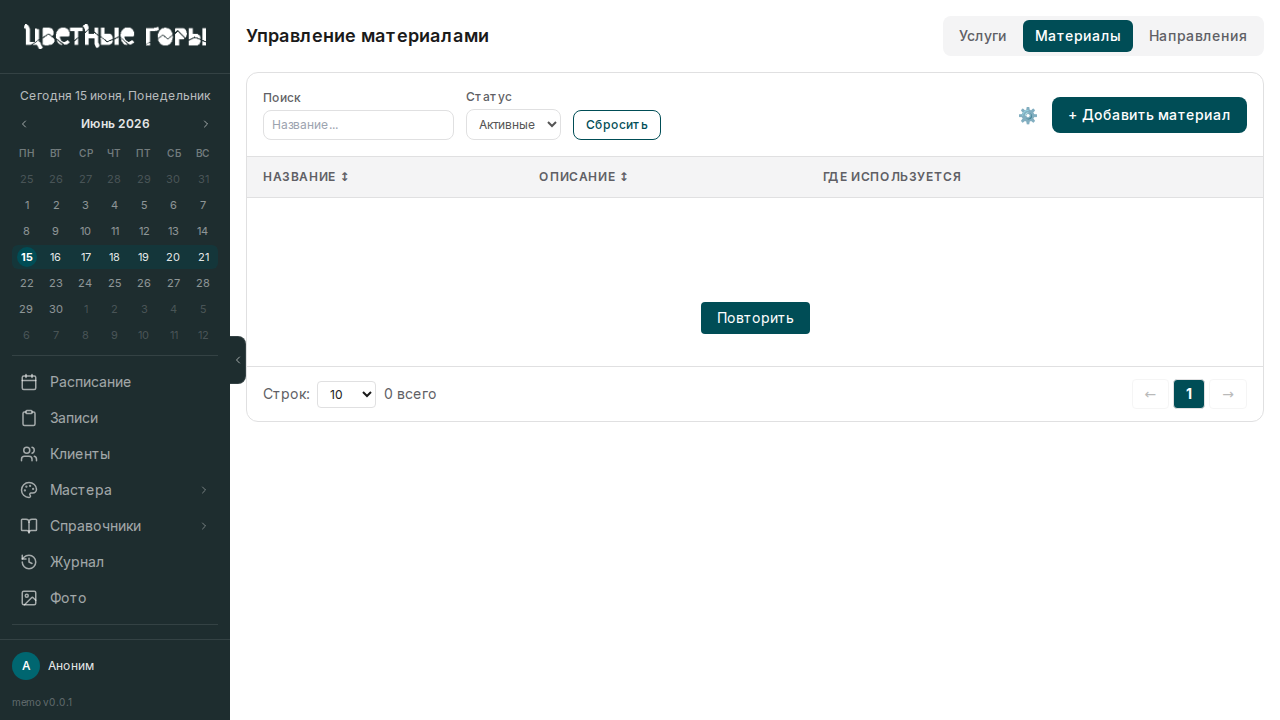 Цветные горы
Сегодня 15 июня, Понедельник
Июнь 2026
ПН ВТ СР ЧТ ПТ СБ ВС
25 26 27 28 29 30 31
1 2 3 4 5 6 7
8 9 10 11 12 13 14
15 16 17 18 19 20 21
22 23 24 25 26 27 28
29 30 1 2 3 4 5
6 7 8 9 10 11 12
Расписание
Записи
Клиенты
Мастера
Справочники
Журнал
Фото
А Аноним
memo v0.0.1
Управление материалами
Услуги Материалы Направления
Поиск
Название...
Статус
Активные
Сбросить
+ Добавить материал
НАЗВАНИЕ ↕ ОПИСАНИЕ ↕ ГДЕ ИСПОЛЬЗУЕТСЯ
Повторить
Строк: 10 0 всего
← 1 →